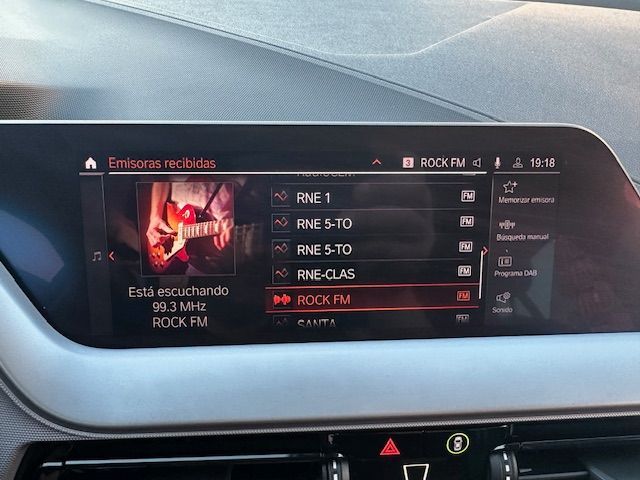 Emisoras recibidas
3 ROCK FM 19:18
RNE 1 FM
RNE 5-TO FM
RNE 5-TO FM
RNE-CLAS FM
ROCK FM FM
SANTA FM
Está escuchando
99.3 MHz
ROCK FM
Memorizar emisora
Búsqueda manual
Programa DAB
Sonido